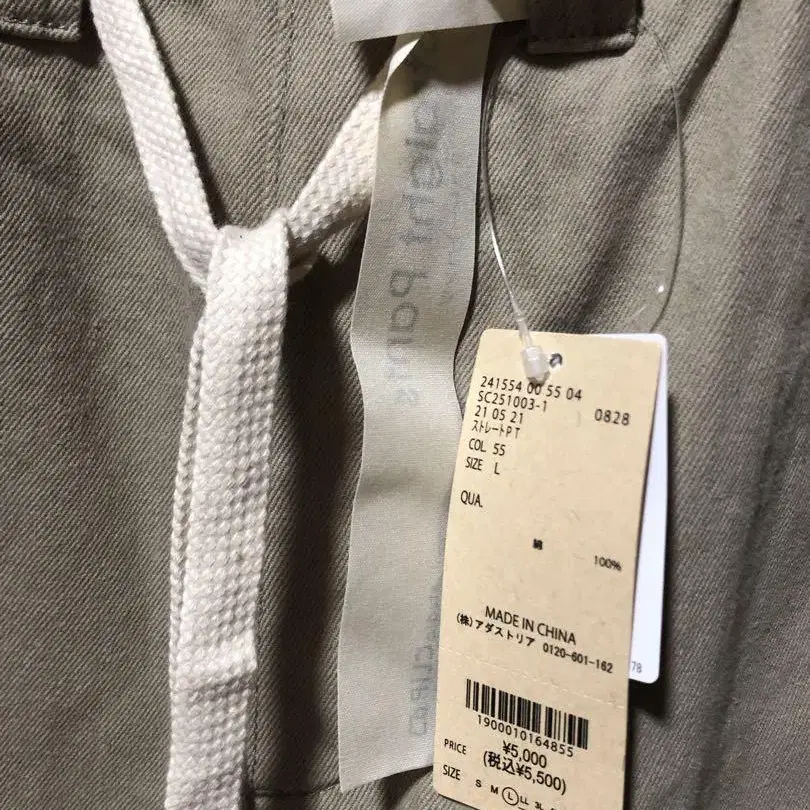 241554 00 55 04
SC251003-1 0828
21 05 21
ストレートPT
COL 55
SIZE L
QUA.
綿 100%
MADE IN CHINA
(株)アダストリア 0120-601-162
1900010164855
PRICE ¥5,000
(税込¥5,500)
SIZE S M L LL 3L
78
pants